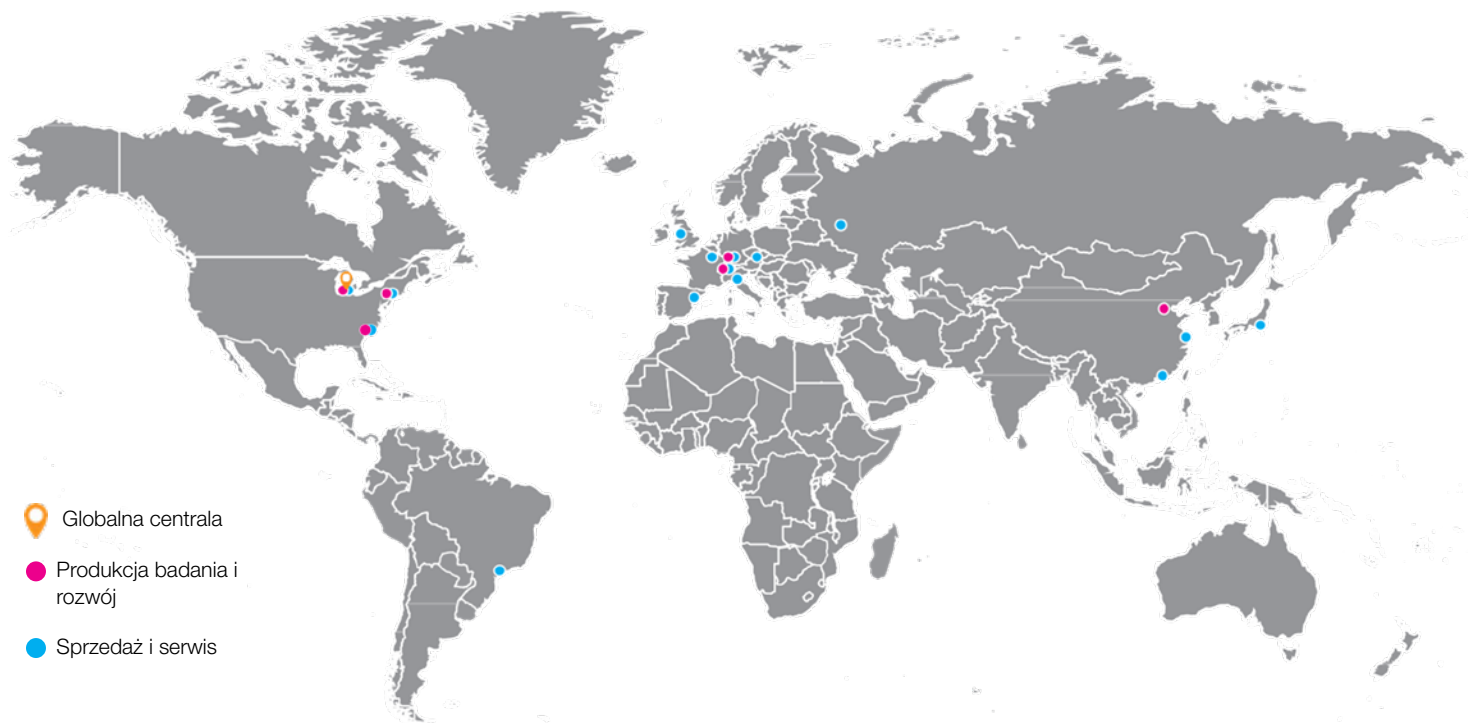 Globalna centrala
Produkcja badania i
rozwój
Sprzedaż i serwis